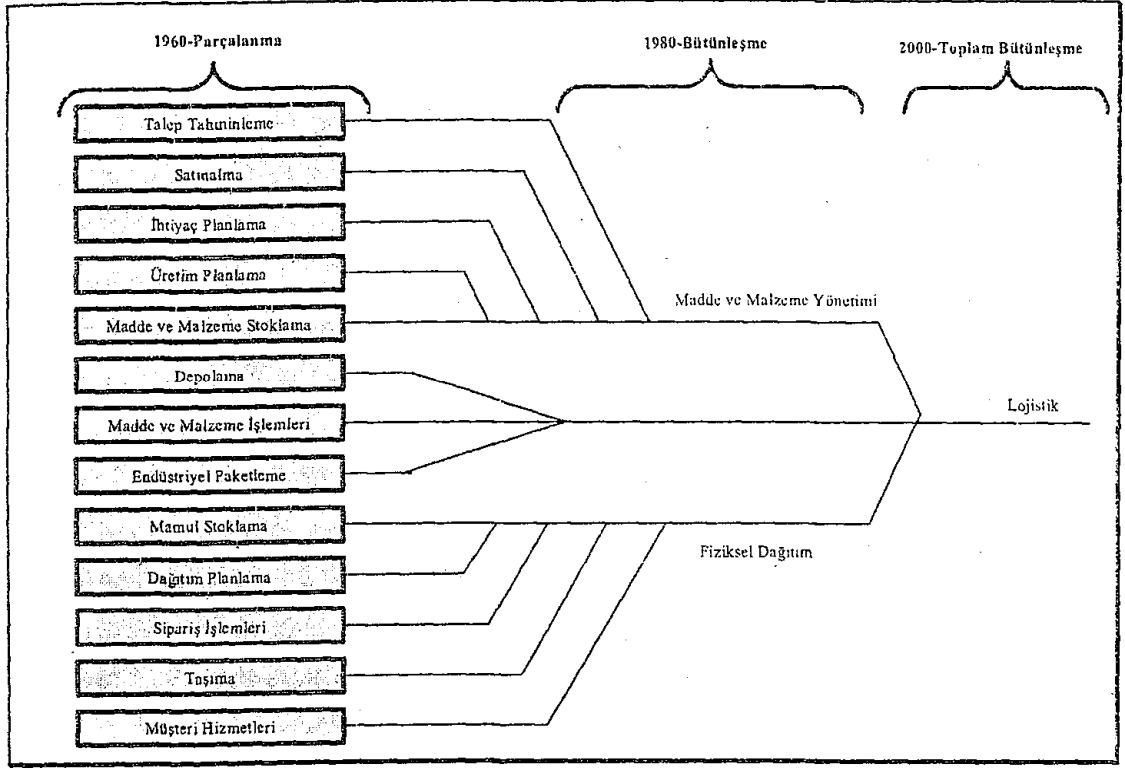 1960-Parçalanma
1980-Bütünleşme
2000-Toplam Bütünleşme
Talep Tahminleme
Satınalma
İhtiyaç Planlama
Üretim Planlama
Madde ve Malzeme Stoklama
Depolama
Madde ve Malzeme İşlemleri
Endüstriyel Paketleme
Mamul Stoklama
Dağıtım Planlama
Sipariş İşlemleri
Taşıma
Müşteri Hizmetleri
Madde ve Malzeme Yönetimi
Lojistik
Fiziksel Dağıtım